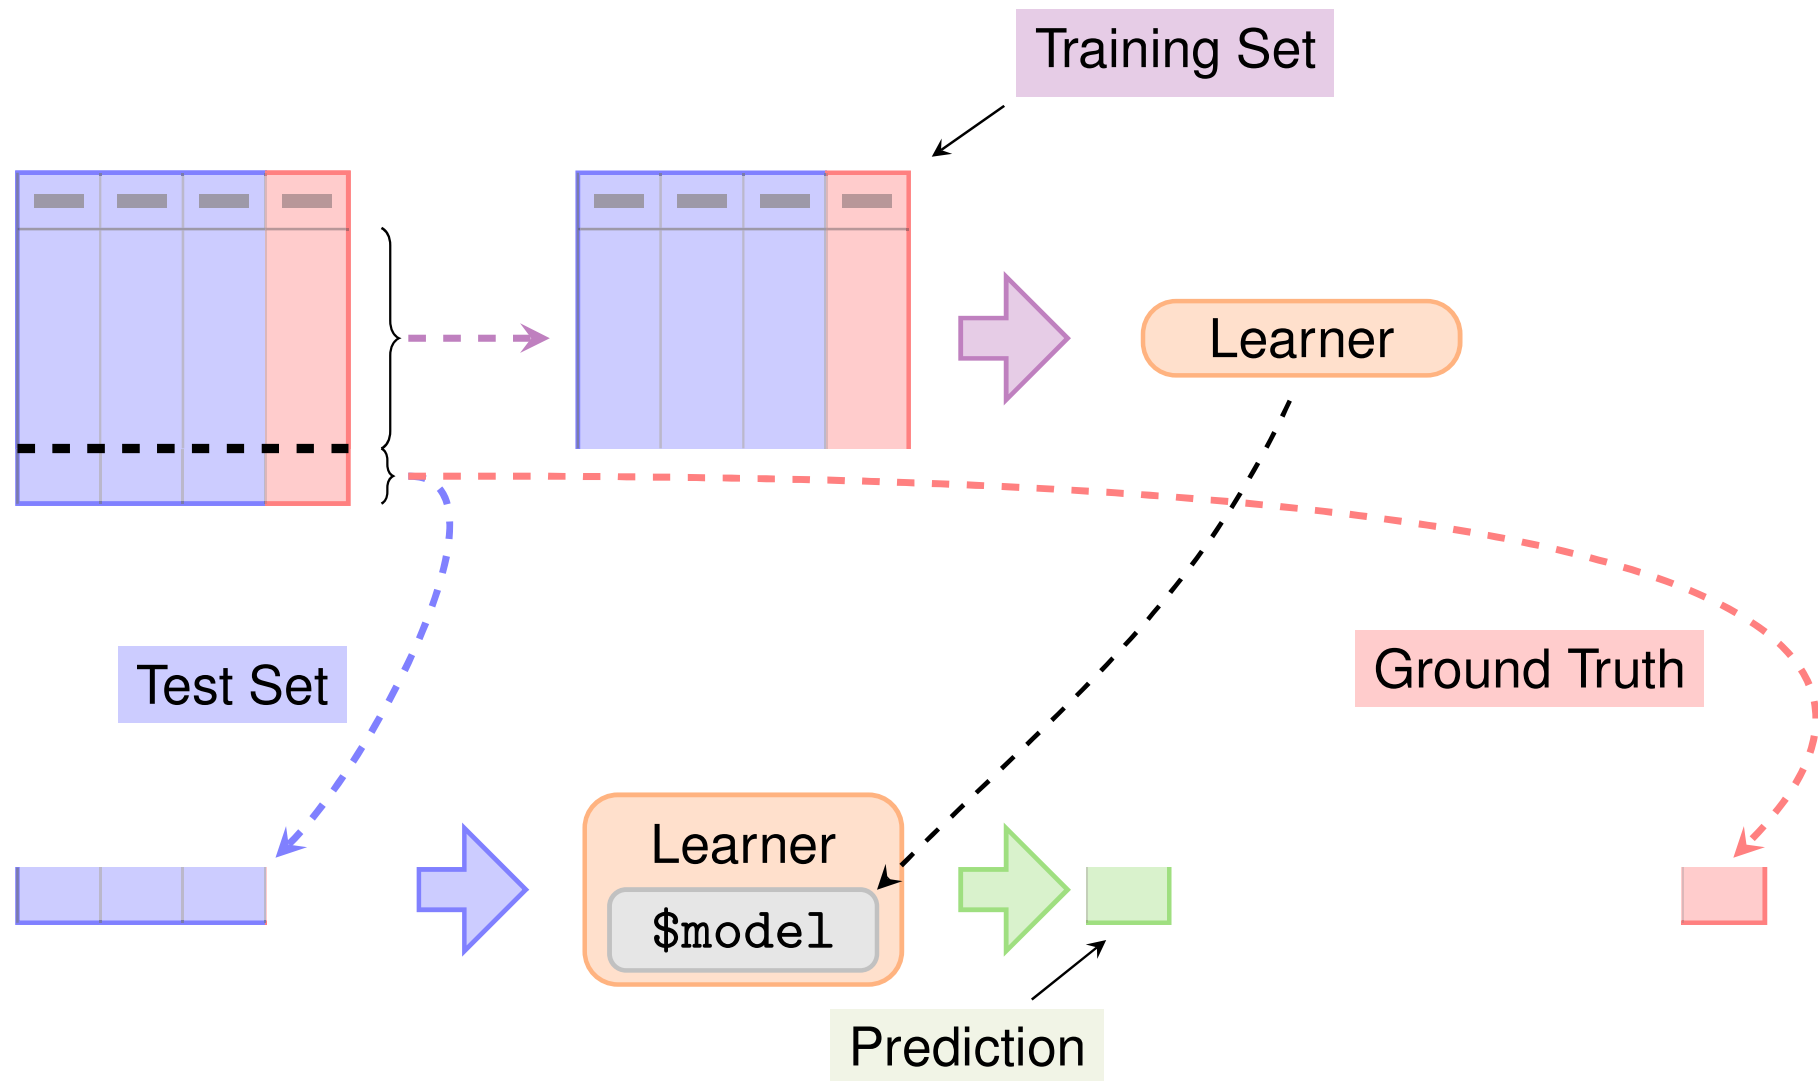 Training Set
Learner
Test Set
Ground Truth
Learner
$model
Prediction